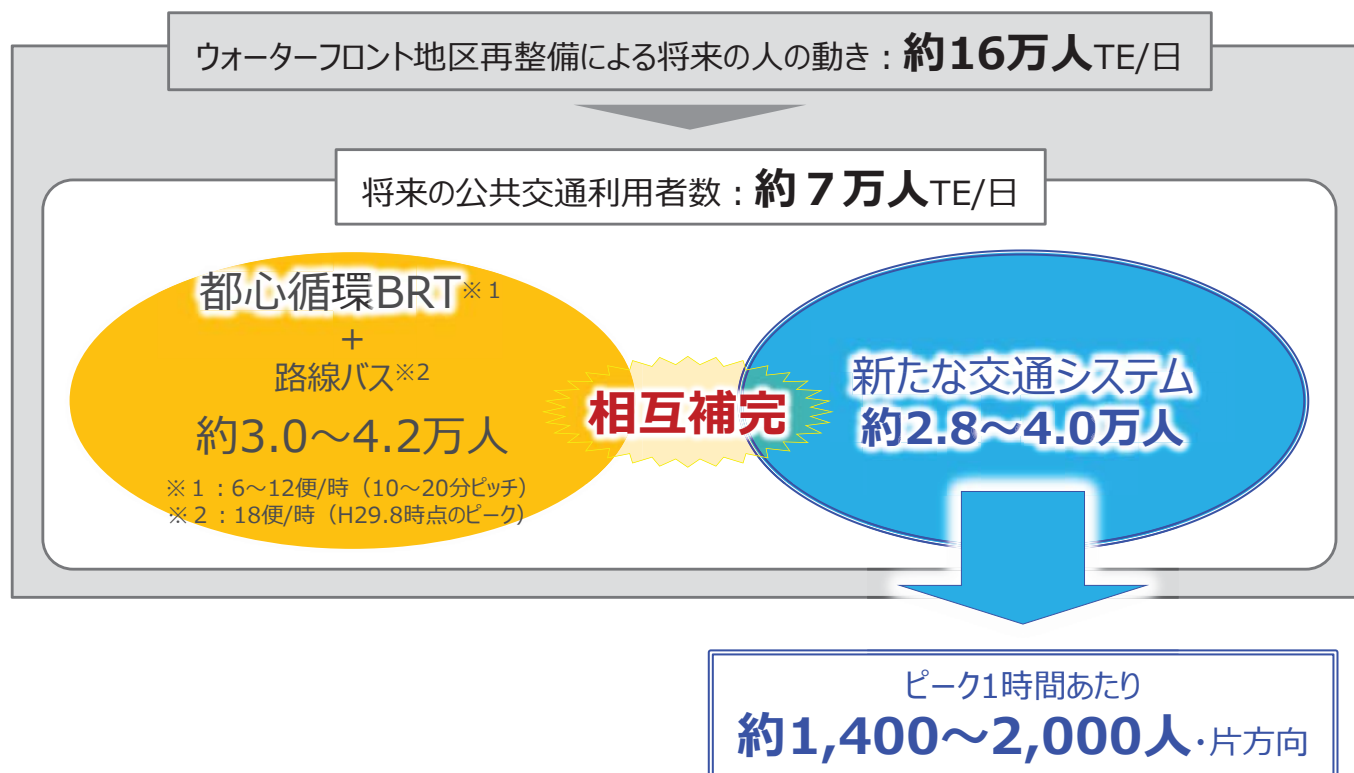 ウォーターフロント地区再整備による将来の人の動き：約16万人TE/日
将来の公共交通利用者数：約７万人TE/日
都心循環BRT※１
+
路線バス※2
約3.0～4.2万人
※１：6～12便/時（10～20分ピッチ）
※２：18便/時（H29.8時点のピーク）
相互補完
新たな交通システム
約2.8～4.0万人
ピーク1時間あたり
約1,400～2,000人・片方向